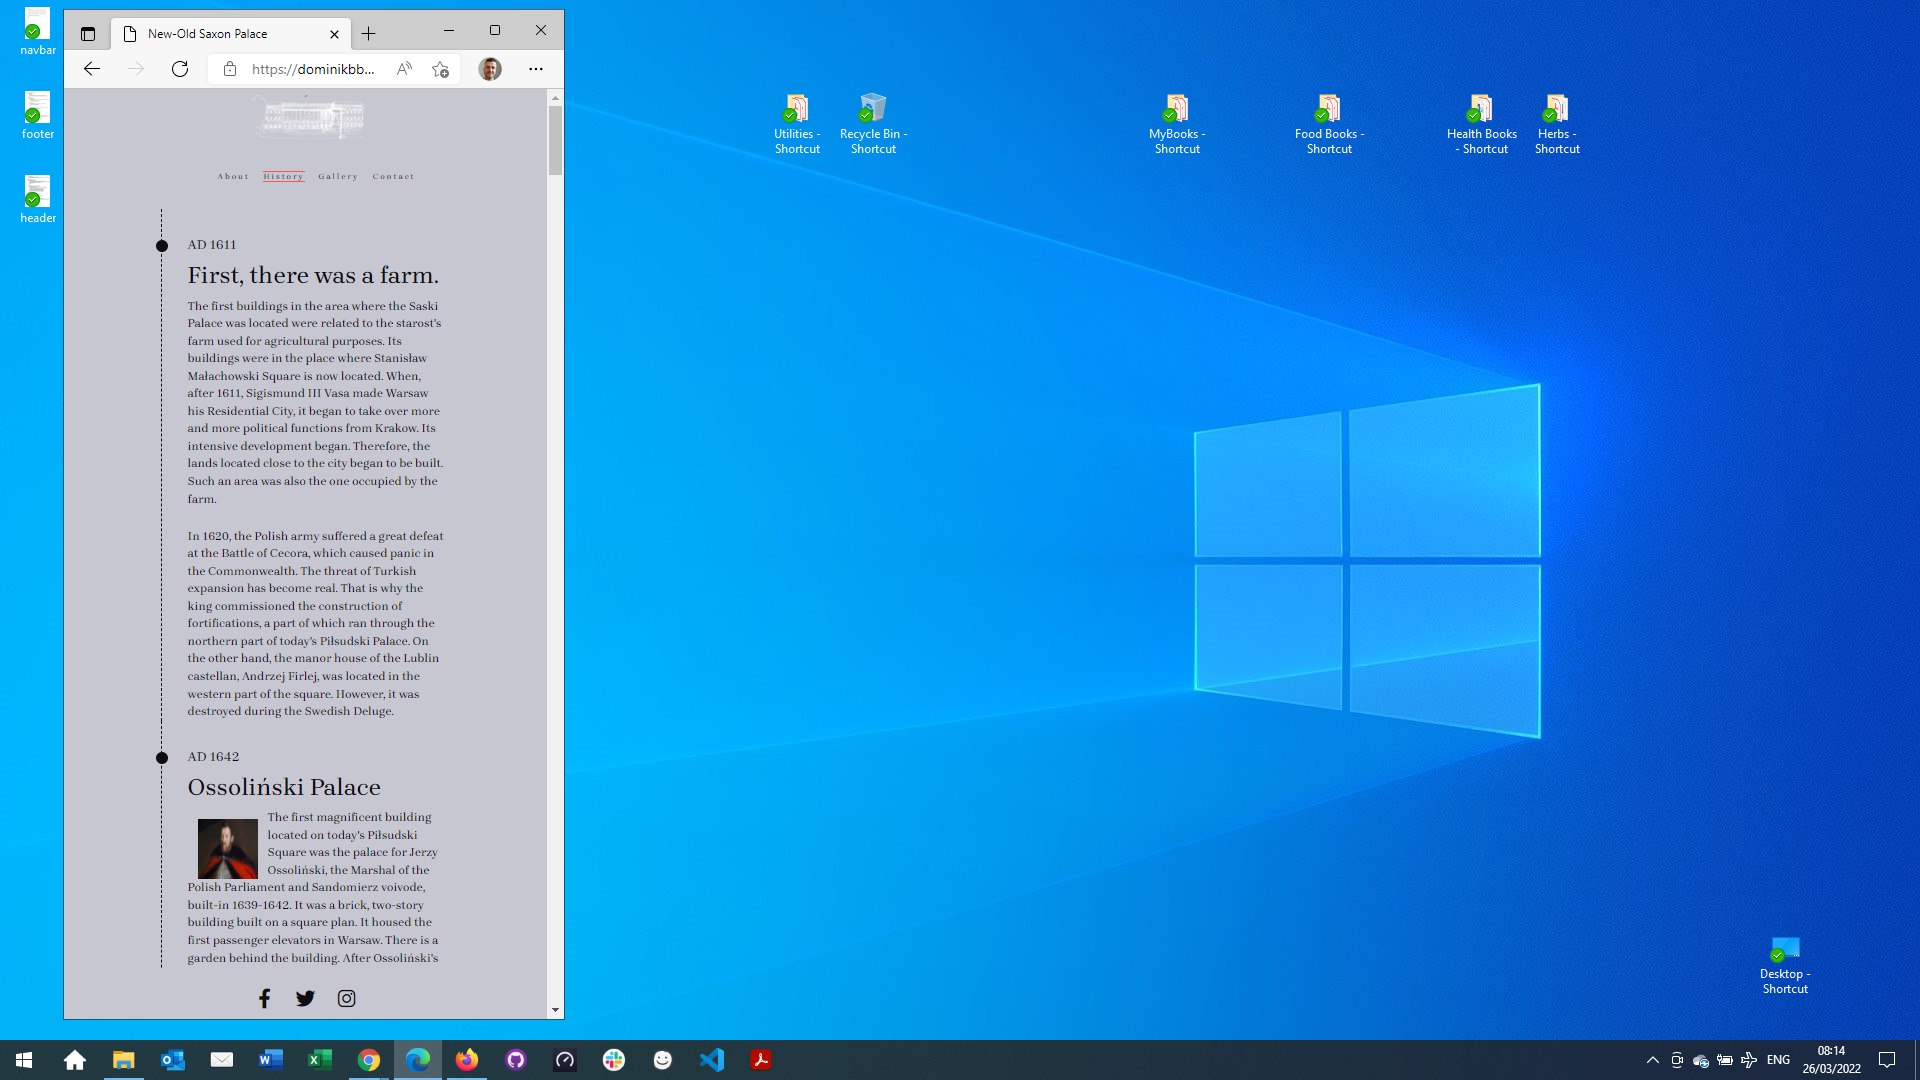 navbar
footer
header
New-Old Saxon Palace
https://dominikbb...
About History Gallery Contact
AD 1611
First, there was a farm.
The first buildings in the area where the Saski
Palace was located were related to the starost's
farm used for agricultural purposes. Its
buildings were in the place where Stanisław
Małachowski Square is now located. When,
after 1611, Sigismund III Vasa made Warsaw
his Residential City, it began to take over more
and more political functions from Krakow. Its
intensive development began. Therefore, the
lands located close to the city began to be built.
Such an area was also the one occupied by the
farm.
In 1620, the Polish army suffered a great defeat
at the Battle of Cecora, which caused panic in
the Commonwealth. The threat of Turkish
expansion has become real. That is why the
king commissioned the construction of
fortifications, a part of which ran through the
northern part of today's Piłsudski Palace. On
the other hand, the manor house of the Lublin
castellan, Andrzej Firlej, was located in the
western part of the square. However, it was
destroyed during the Swedish Deluge.
AD 1642
Ossoliński Palace
The first magnificent building
located on today's Piłsudski
Square was the palace for Jerzy
Ossoliński, the Marshal of the
Polish Parliament and Sandomierz voivode,
built-in 1639-1642. It was a brick, two-story
building built on a square plan. It housed the
first passenger elevators in Warsaw. There is a
garden behind the building. After Ossoliński's
Utilities -
Shortcut
Recycle Bin -
Shortcut
MyBooks -
Shortcut
Food Books -
Shortcut
Health Books
- Shortcut
Herbs -
Shortcut
Desktop -
Shortcut
ENG
08:14
26/03/2022